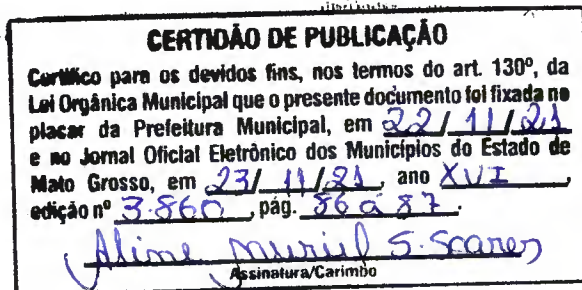 CERTIDÃO DE PUBLICAÇÃO
Certifico para os devidos fins, nos termos do art. 130º, da
Lei Orgânica Municipal que o presente documento foi fixada no
placar da Prefeitura Municipal, em 22/11/21
e no Jornal Oficial Eletrônico dos Municípios do Estado de
Mato Grosso, em 23/11/21, ano XVI,
edição nº 3.860, pág. 86 a 87.
Aline Muriel S. Soares
Assinatura/Carimbo